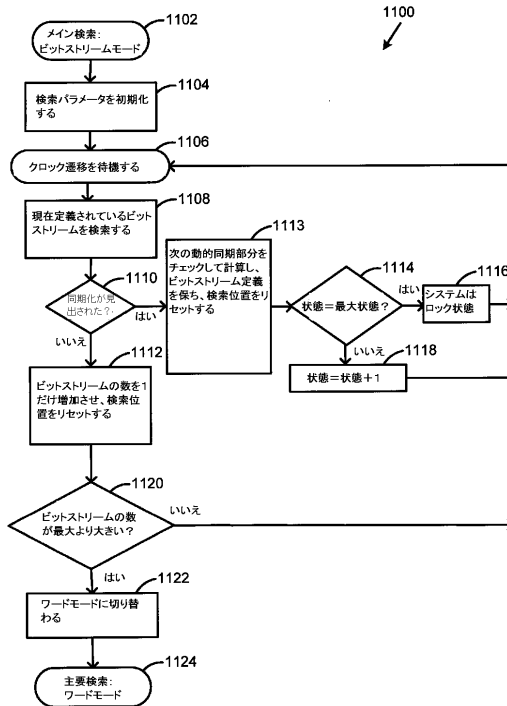 1100
1102
メイン検索:
ビットストリームモード
1104
検索パラメータを初期化
する
1106
クロック遷移を待機する
1108
現在定義されているビット
ストリームを検索する
1110
同期化が見
出された?
はい
いいえ
1113
次の動的同期部分を
チェックして計算し、
ビットストリーム定義
を保ち、検索位置をリ
セットする
1114
状態=最大状態?
はい
いいえ
1116
システムは
ロック状態
1118
状態=状態+1
1112
ビットストリームの数を1
だけ増加させ、検索位
置をリセットする
1120
ビットストリームの数
が最大より大きい?
いいえ
はい
1122
ワードモードに切り替
わる
1124
主要検索:
ワードモード